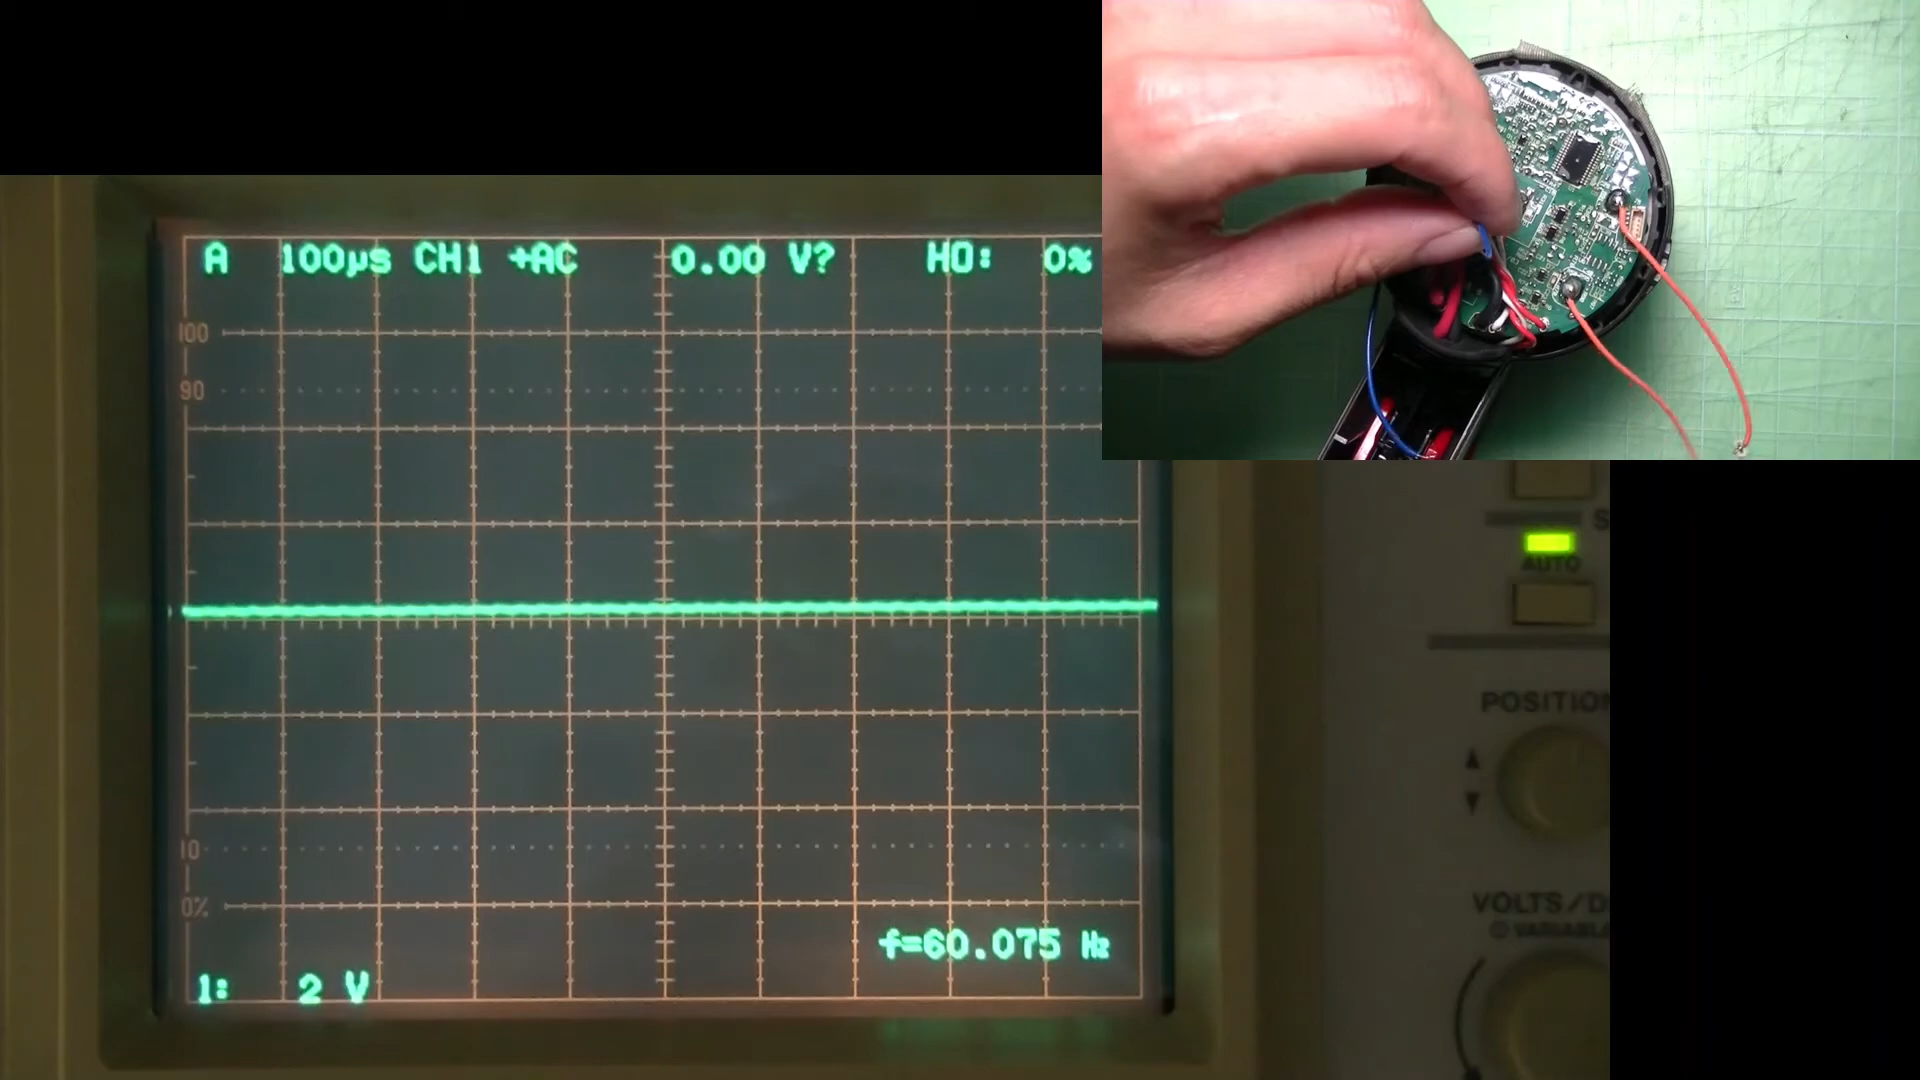 A 100µs CH1 +AC 0.00 V? HO: 0%
100
90
10
0%
f=60.075 Hz
1: 2 V
AUTO
POSITION
VOLTS/D
VARIABLE